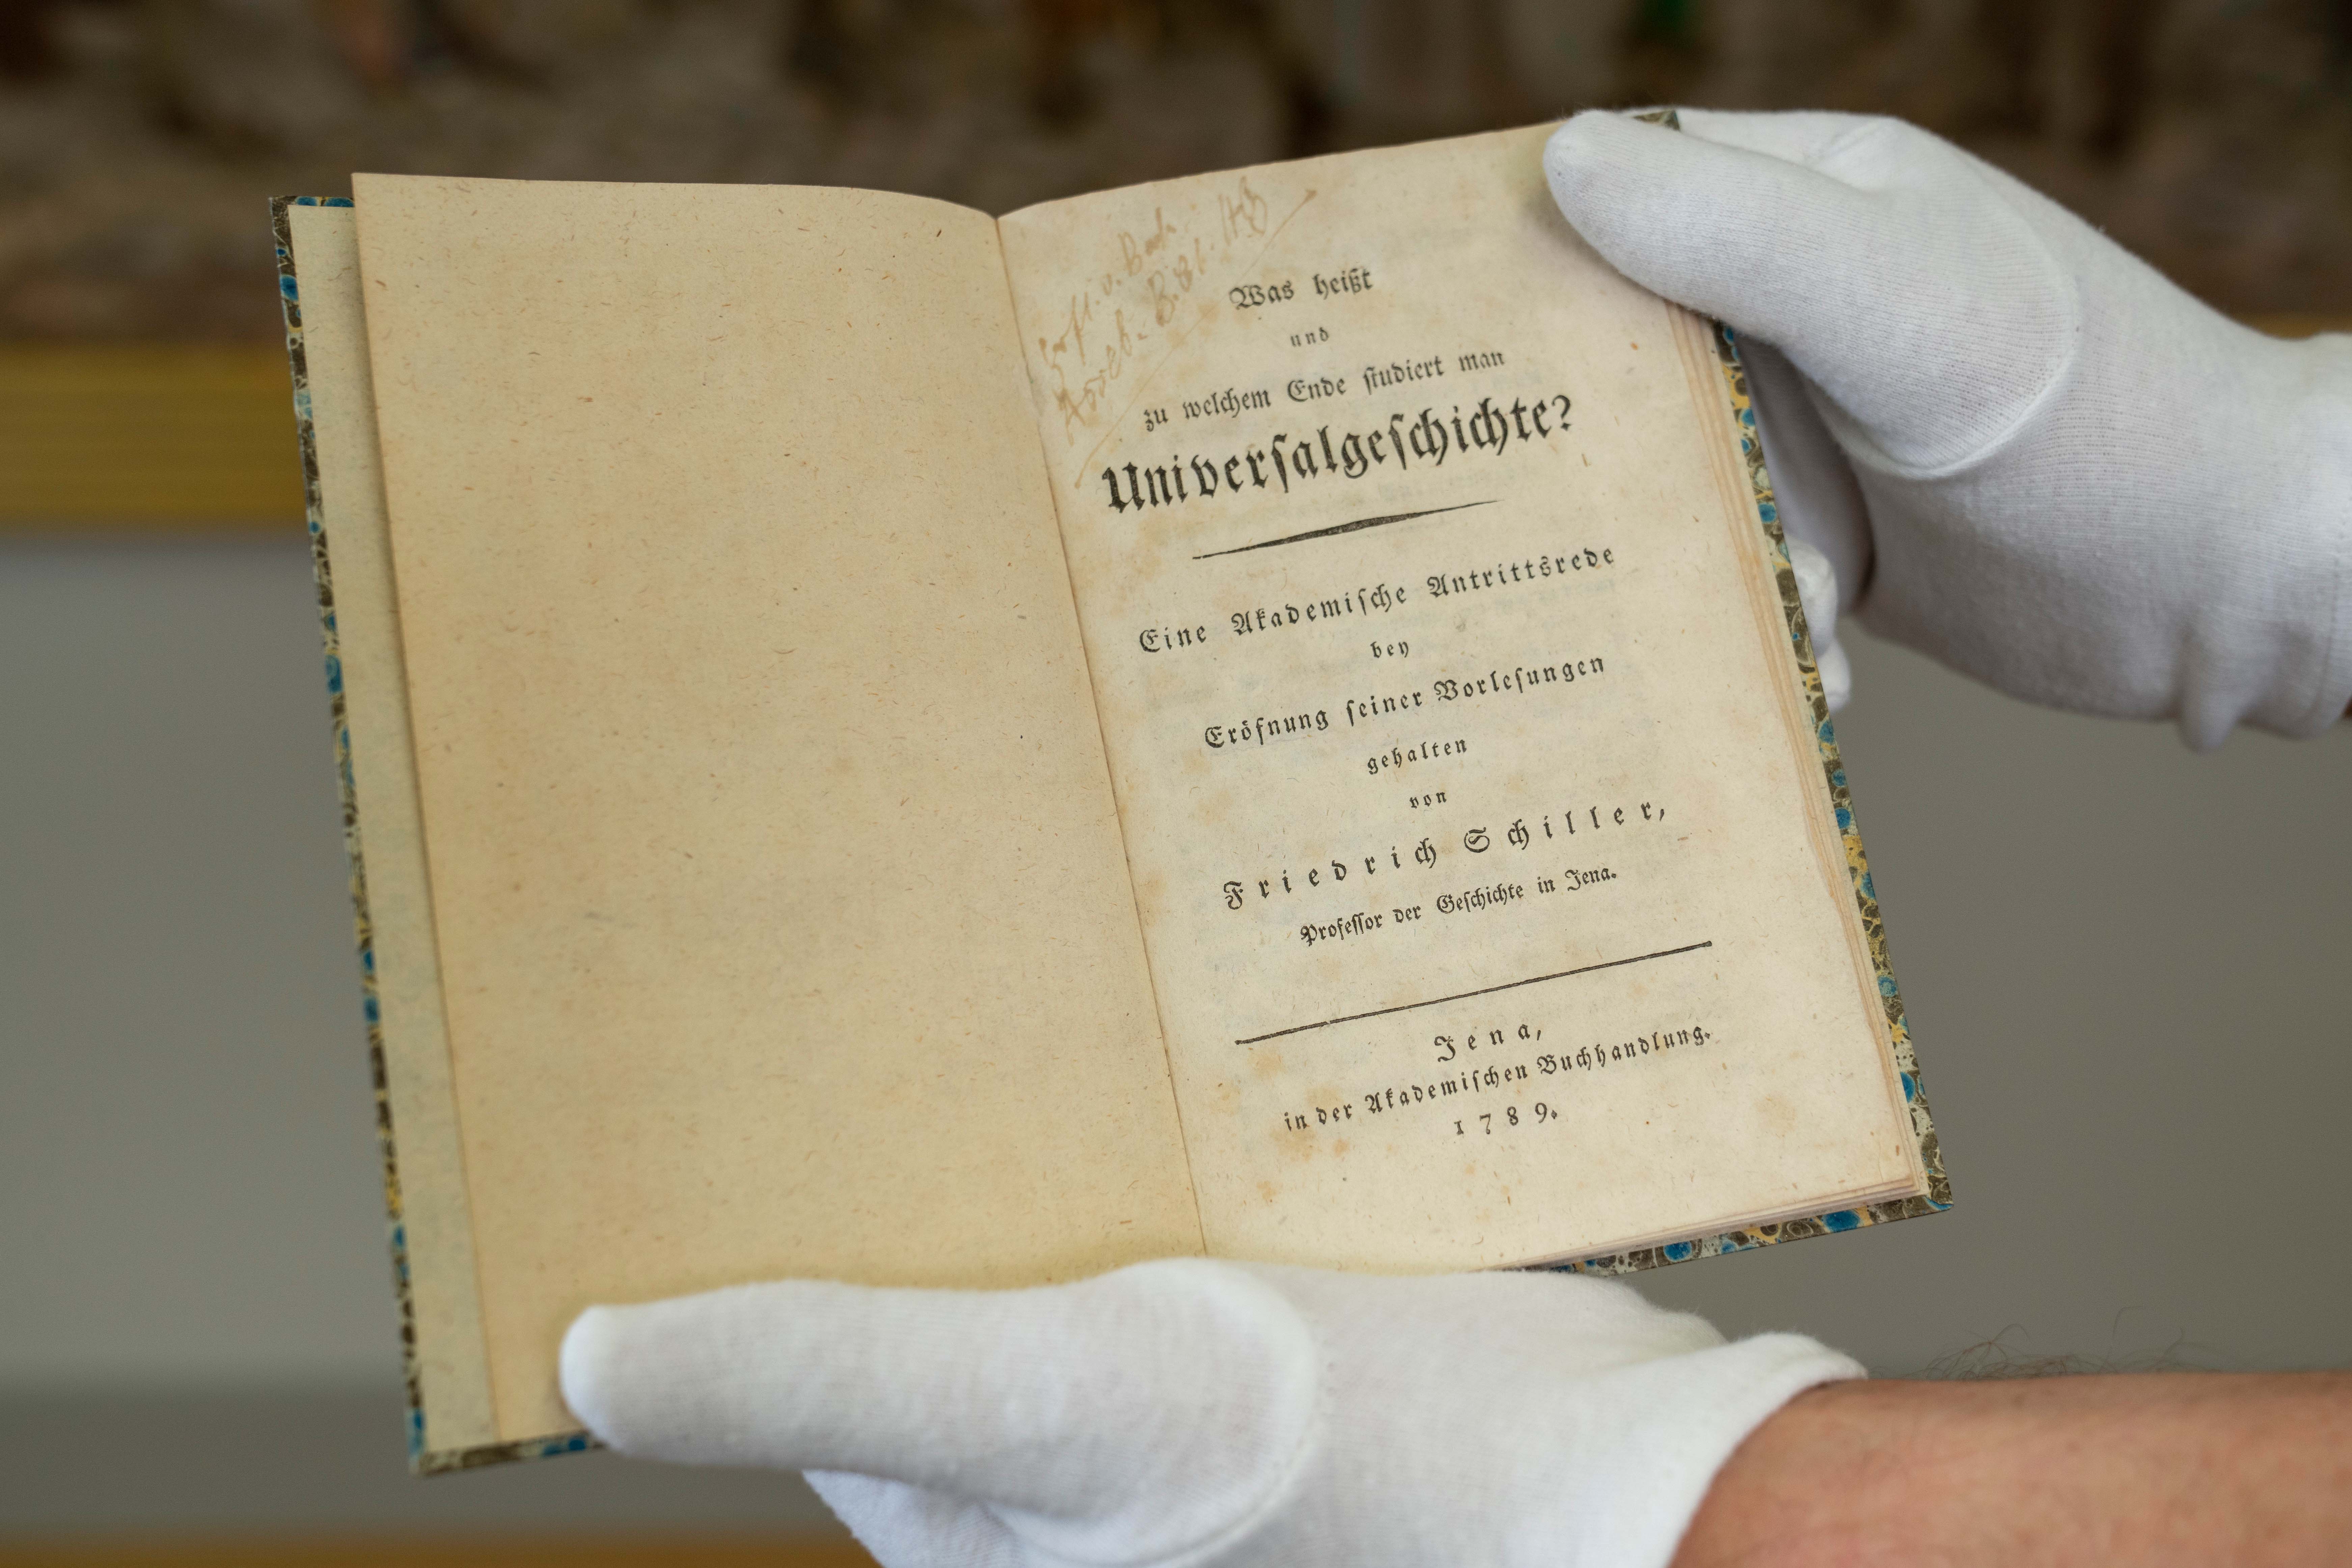 Was heißt
und
zu welchem Ende ſtudiert man
Univerſalgeſchichte?
Eine Akademiſche Antrittsrede
bey
Eröfnung ſeiner Vorleſungen
gehalten
von
Friedrich Schiller,
Profeſſor der Geſchichte in Jena.
Jena,
in der Akademiſchen Buchhandlung.
1789.